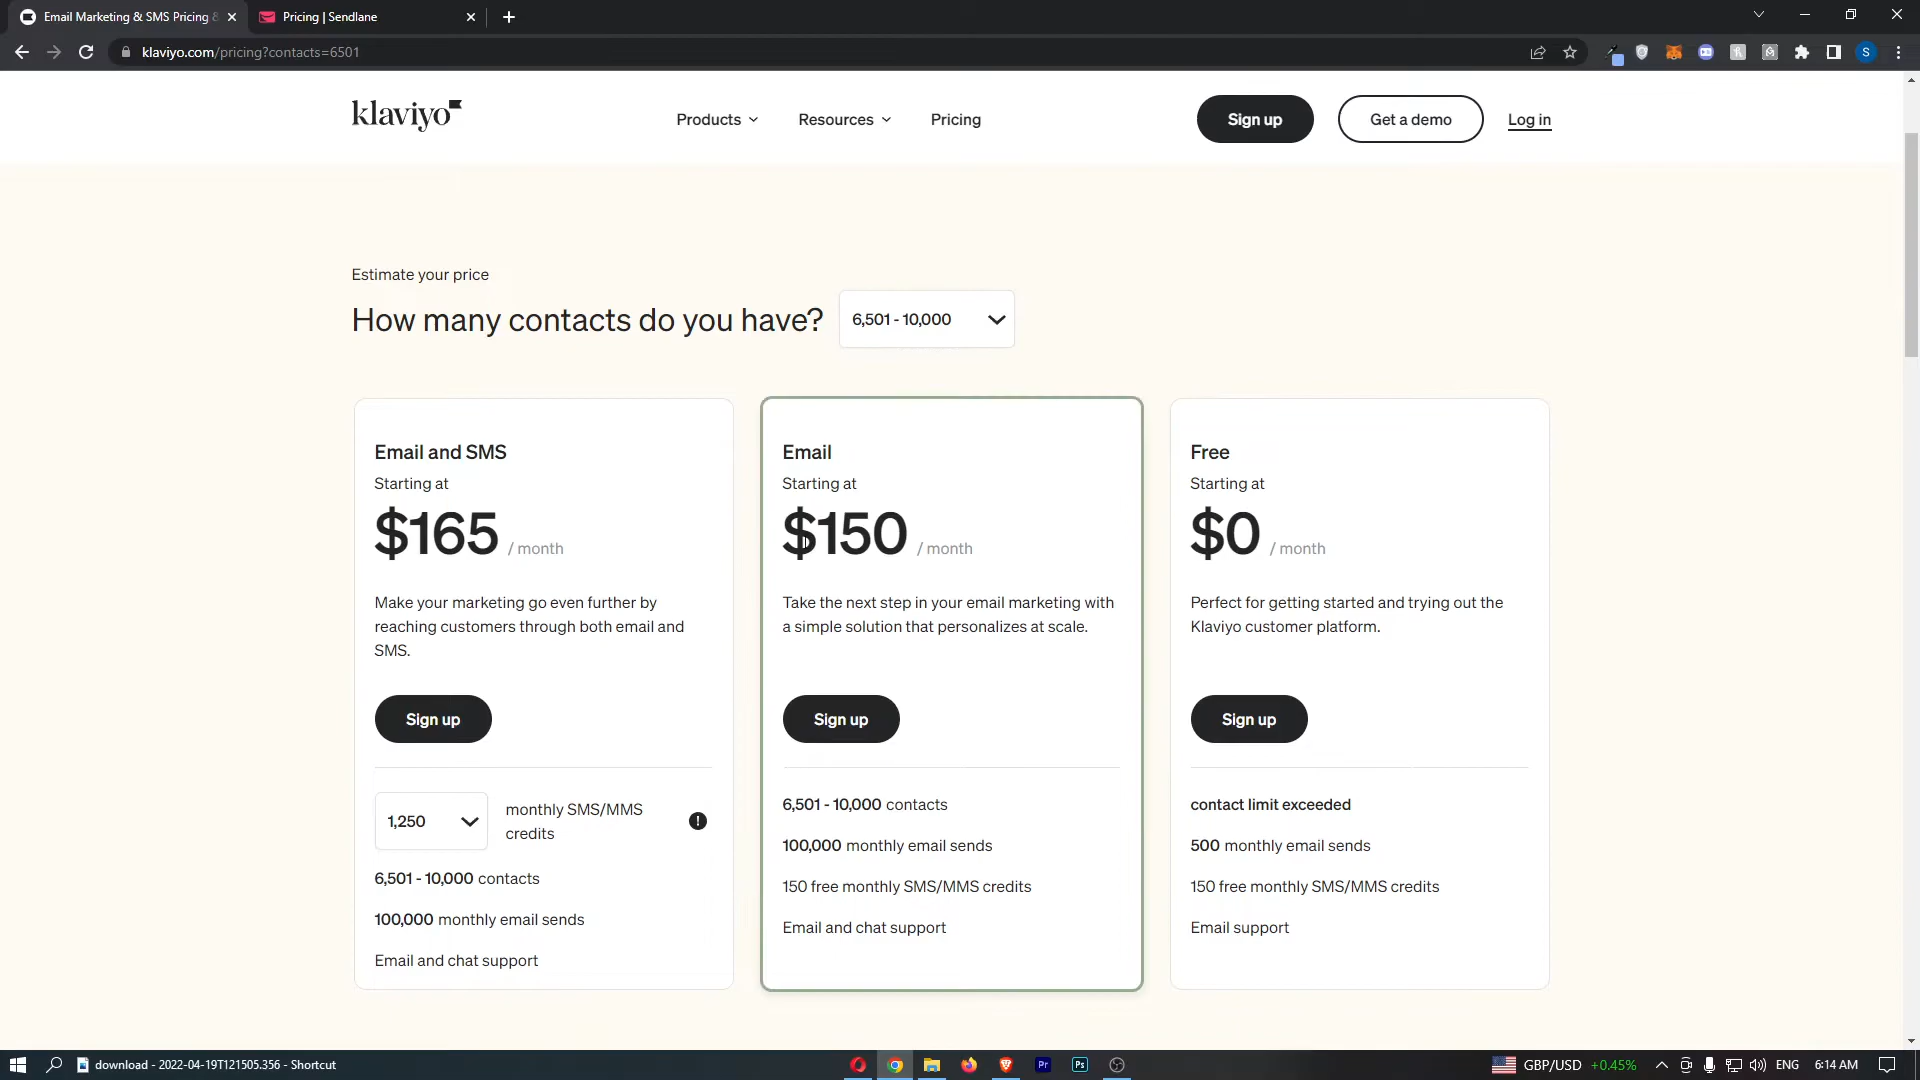 Email Marketing & SMS Pricing &
Pricing | Sendlane
klaviyo.com/pricing?contacts=6501
S
klaviyo
Products
Resources
Pricing
Sign up
Get a demo
Log in
Estimate your price
How many contacts do you have?
6,501 - 10,000
Email and SMS
Starting at
$165 / month
Make your marketing go even further by
reaching customers through both email and
SMS.
Sign up
1,250
monthly SMS/MMS
credits
6,501 - 10,000 contacts
100,000 monthly email sends
Email and chat support
Email
Starting at
$150 / month
Take the next step in your email marketing with
a simple solution that personalizes at scale.
Sign up
6,501 - 10,000 contacts
100,000 monthly email sends
150 free monthly SMS/MMS credits
Email and chat support
Free
Starting at
$0 / month
Perfect for getting started and trying out the
Klaviyo customer platform.
Sign up
contact limit exceeded
500 monthly email sends
150 free monthly SMS/MMS credits
Email support
download - 2022-04-19T121505.356 - Shortcut
Pr
Ps
GBP/USD +0.45%
ENG
6:14 AM